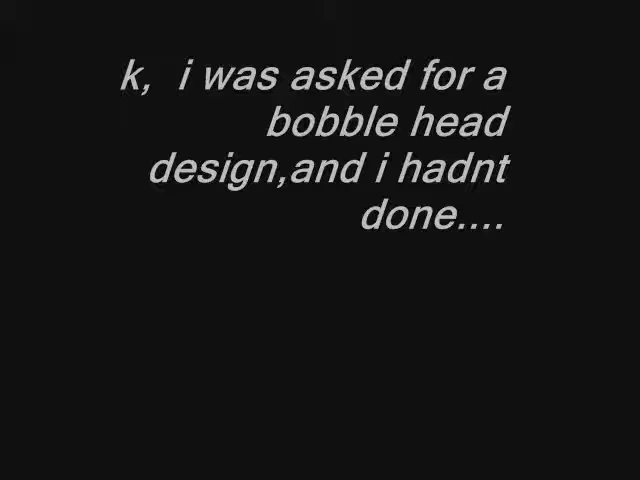 k,  i was asked for a
bobble head
design,and i hadnt
done....